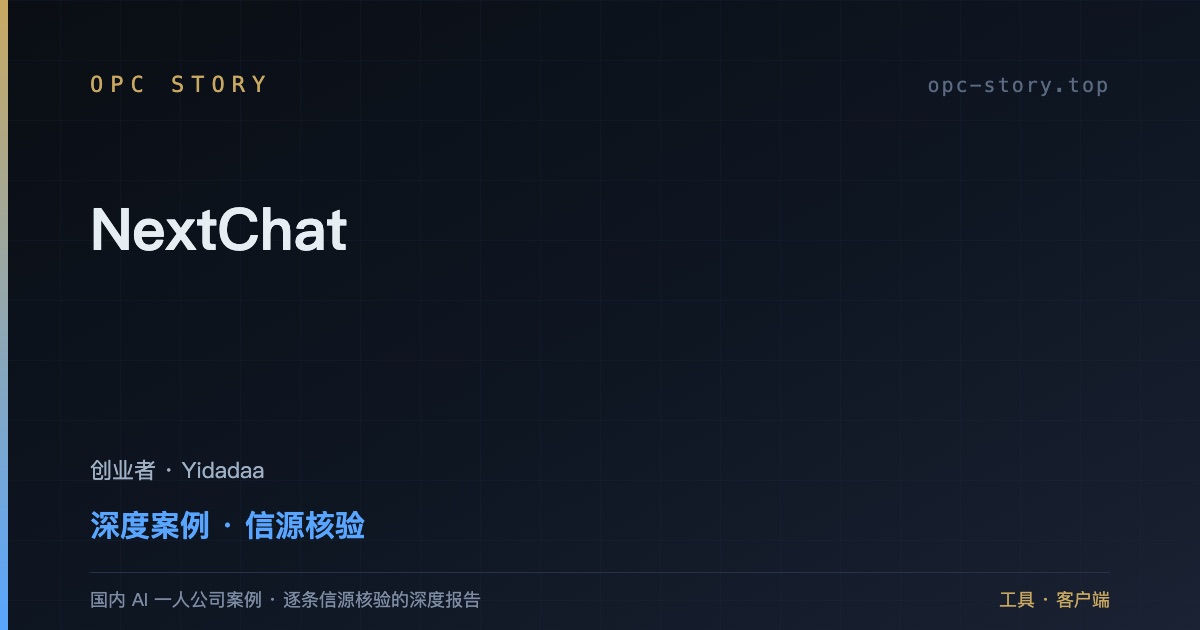 OPC STORY
opc-story.top
NextChat
创业者 · Yidadaa
深度案例 · 信源核验
国内 AI 一人公司案例 · 逐条信源核验的深度报告
工具 · 客户端